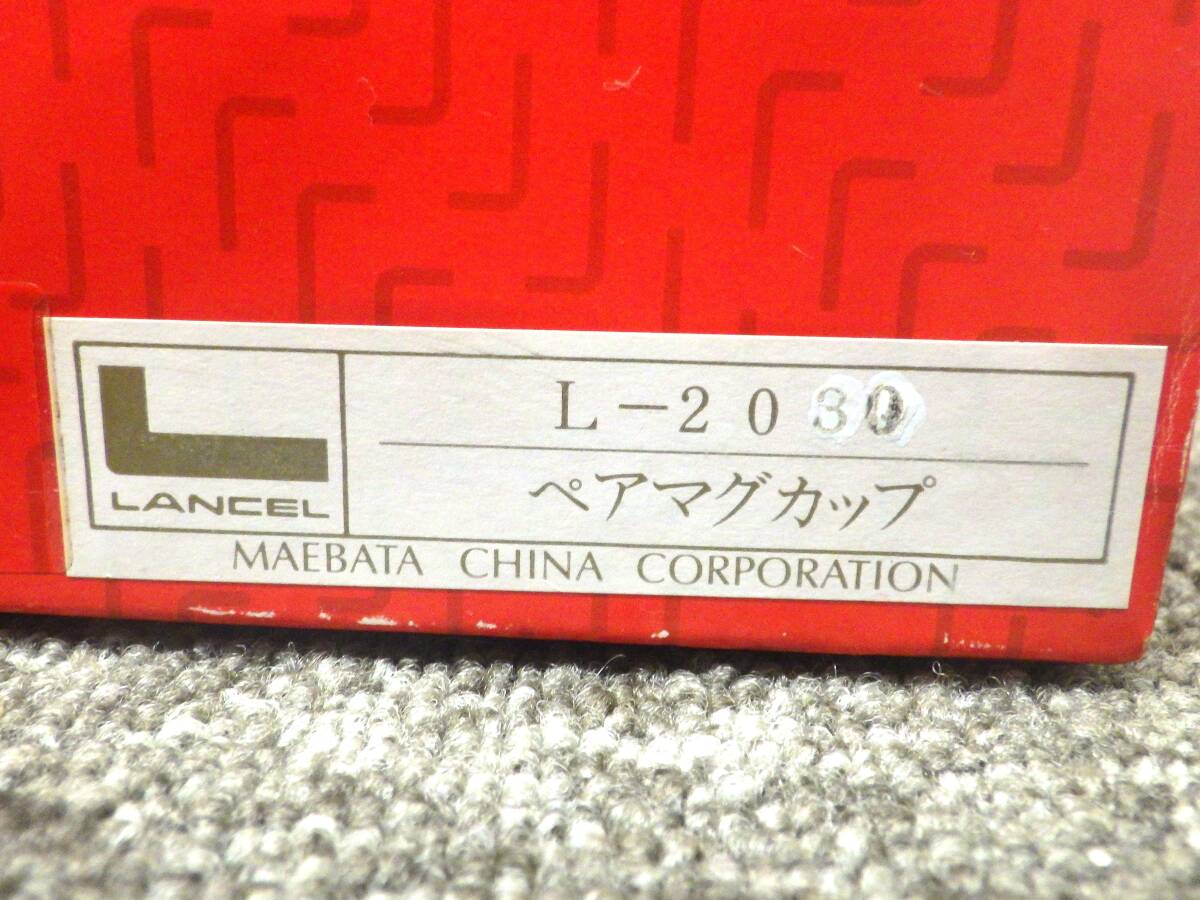 LANCEL
L-2030
ペアマグカップ
MAEBATA CHINA CORPORATION